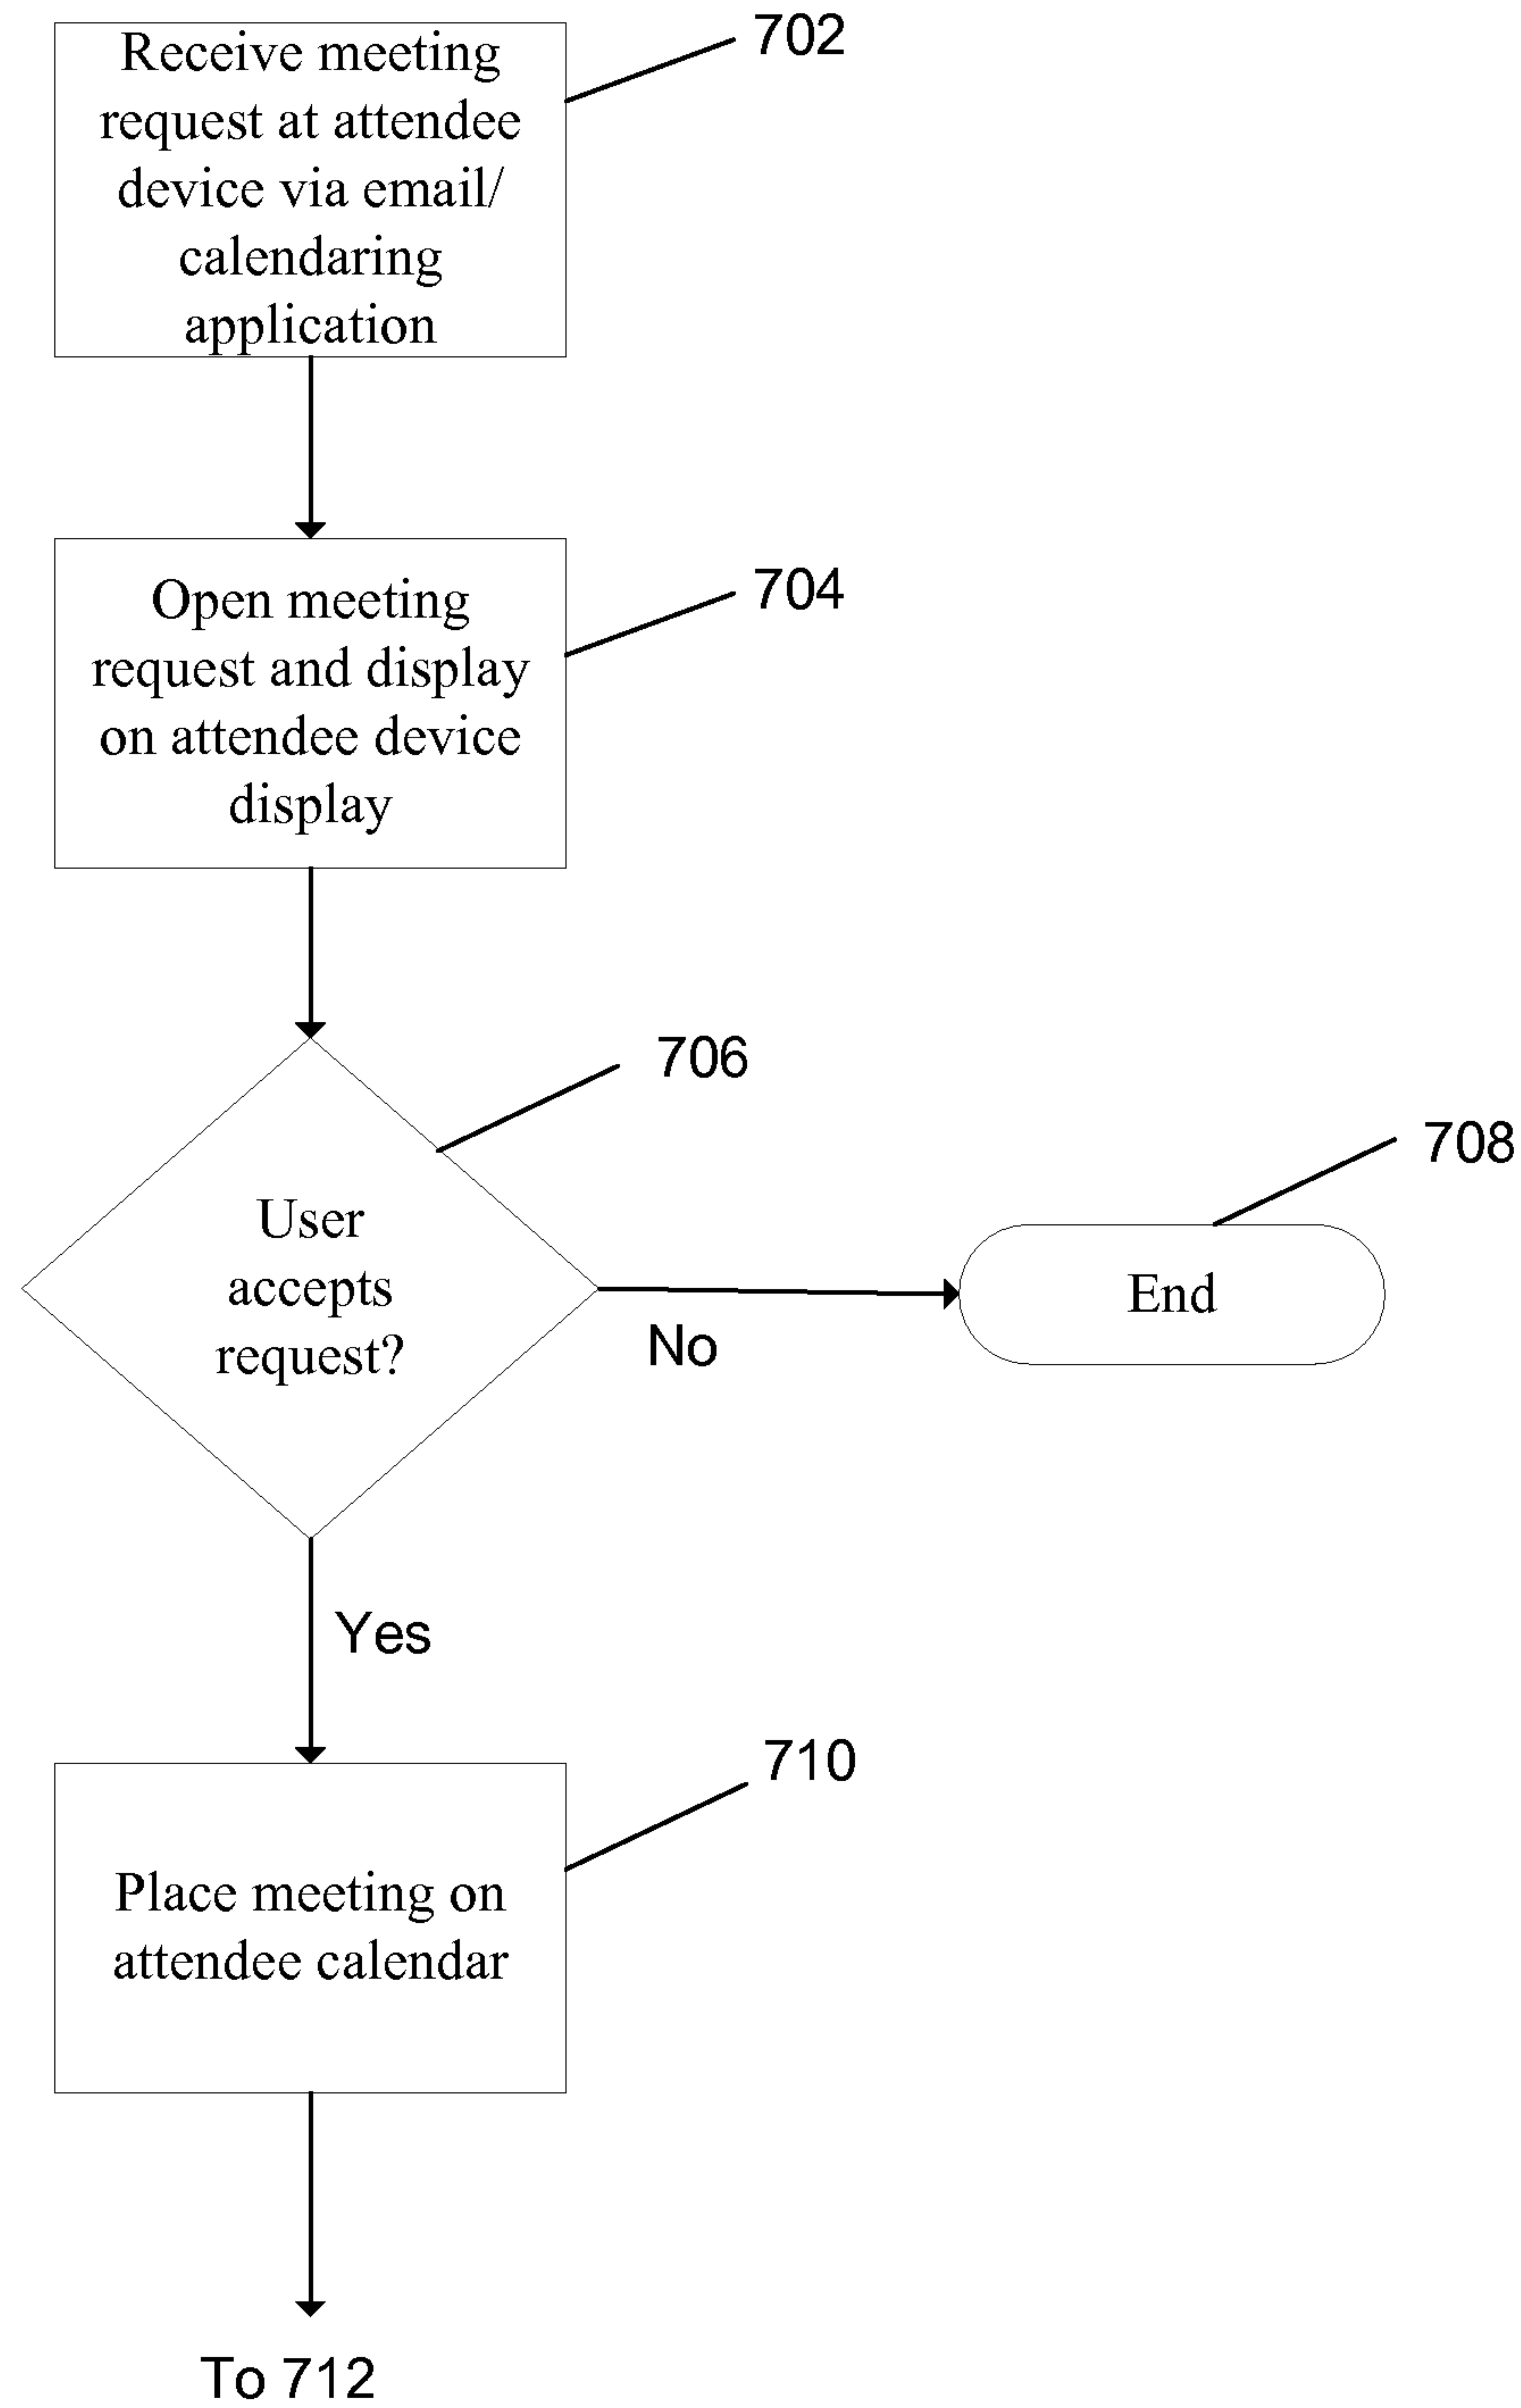 702
Receive meeting
request at attendee
device via email/
calendaring
application
704
Open meeting
request and display
on attendee device
display
706
User
accepts
request?
708
End
No
Yes
710
Place meeting on
attendee calendar
To 712